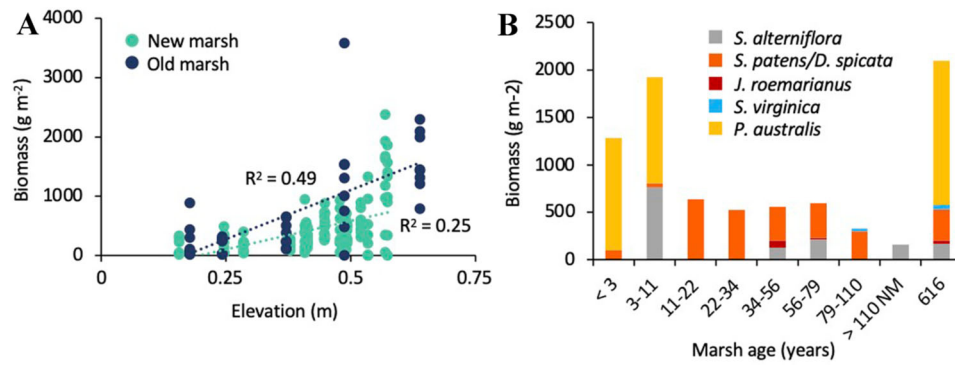 A
4000
3000
2000
1000
0
Biomass (g m-2)
New marsh
Old marsh
R2 = 0.49
R2 = 0.25
0
0.25
0.5
0.75
Elevation (m)
B
2500
2000
1500
1000
500
0
Biomass (g m-2)
S. alterniflora
S. patens/D. spicata
J. roemarianus
S. virginica
P. australis
< 3
3-11
11-22
22-34
34-56
56-79
79-110
> 110 NM
616
Marsh age (years)